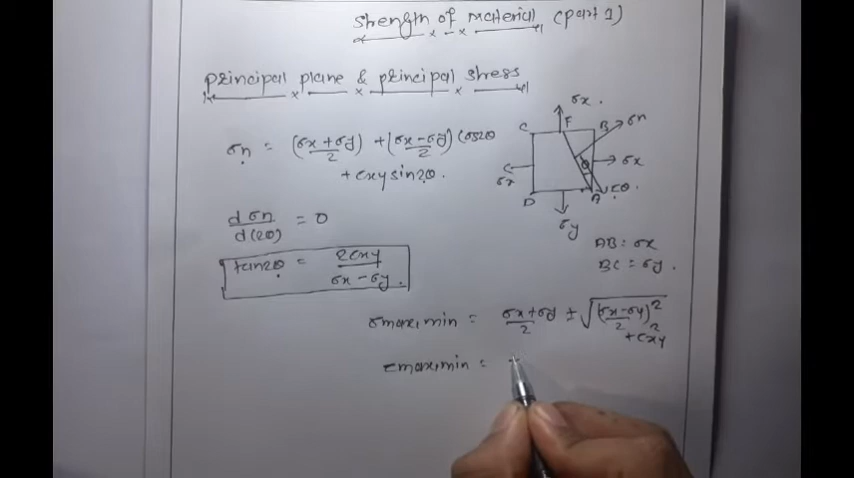 Strength of Material (part 1)
principal plane & principal stress
σn = (σx + σy)/2 + (σx - σy)/2 cos2θ
+ τxy sin2θ.
dσn/d(2θ) = 0
tan2θ = 2τxy/σx - σy.
σx.
C F B σn
σx
σx
θ
τθ.
D A
σy
AB: σx
BC = σy.
σmax,min = σx+σy/2 ± √(σx-σy/2)²
+ τ²xy
τmax,min =